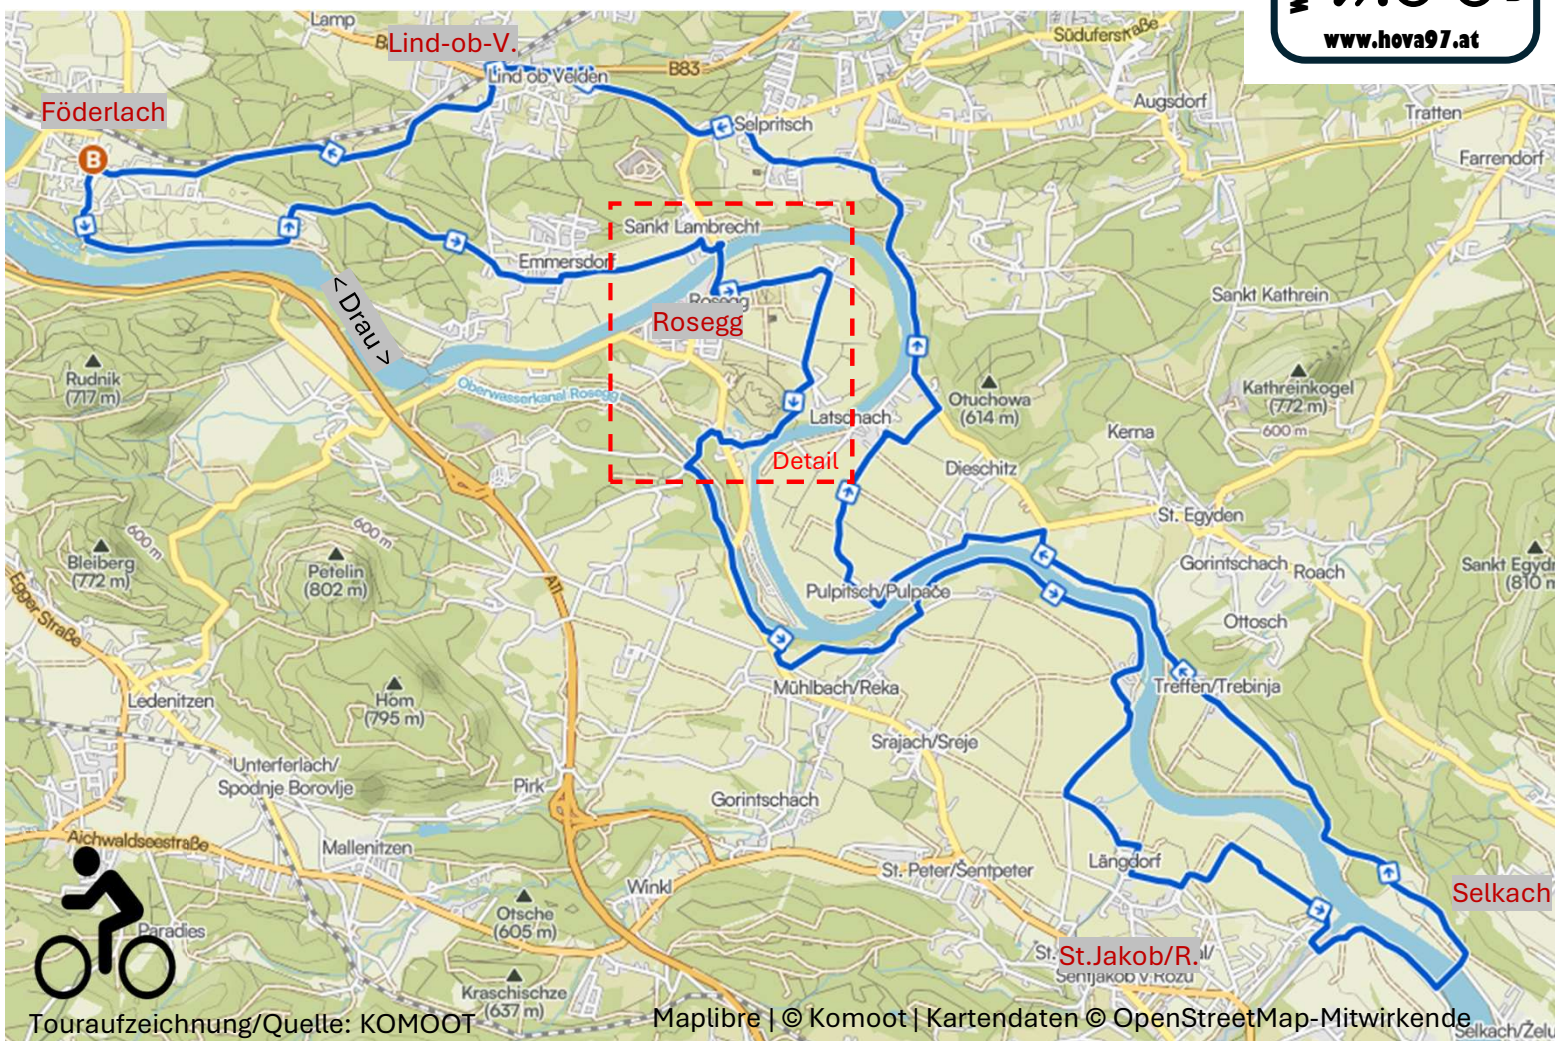 Lamp
Lind-ob-V.
Süduferstraße
www.hova97.at
Lind ob Velden
B83
Föderlach
Augsdorf
Tratten
B
Selpritsch
Farrendorf
Sankt Lambrecht
Emmersdorf
< Drau >
Rosegg
Rosegg
Sankt Kathrein
Rudnik
(717 m)
Oberwasserkanal Rosegg
Otuchowa
(614 m)
Kathreinkogel
(772 m)
600 m
Latschach
Kerna
Detail
Dieschitz
St. Egyden
600 m
600 m
Bleiberg
(772 m)
Petelin
(802 m)
A11
Gorintschach
Roach
Sankt Egyd
(810 m
Egger Straße
Pulpitsch/Pulpače
Ottosch
Treffen/Trebinja
Ledenitzen
Hom
(795 m)
Mühlbach/Reka
Srajach/Sreje
Unterferlach/
Spodnje Borovlje
Pirk
Gorintschach
Aichwaldseestraße
Mallenitzen
Längdorf
St. Peter/Šentpeter
Winkl
Selkach
Otsche
(605 m)
Paradies
St.
St.Jakob/R.
Šentjakob v Rožu
Kraschischze
(637 m)
Touraufzeichnung/Quelle: KOMOOT
Maplibre | © Komoot | Kartendaten © OpenStreetMap-Mitwirkende
Selkach/Želu